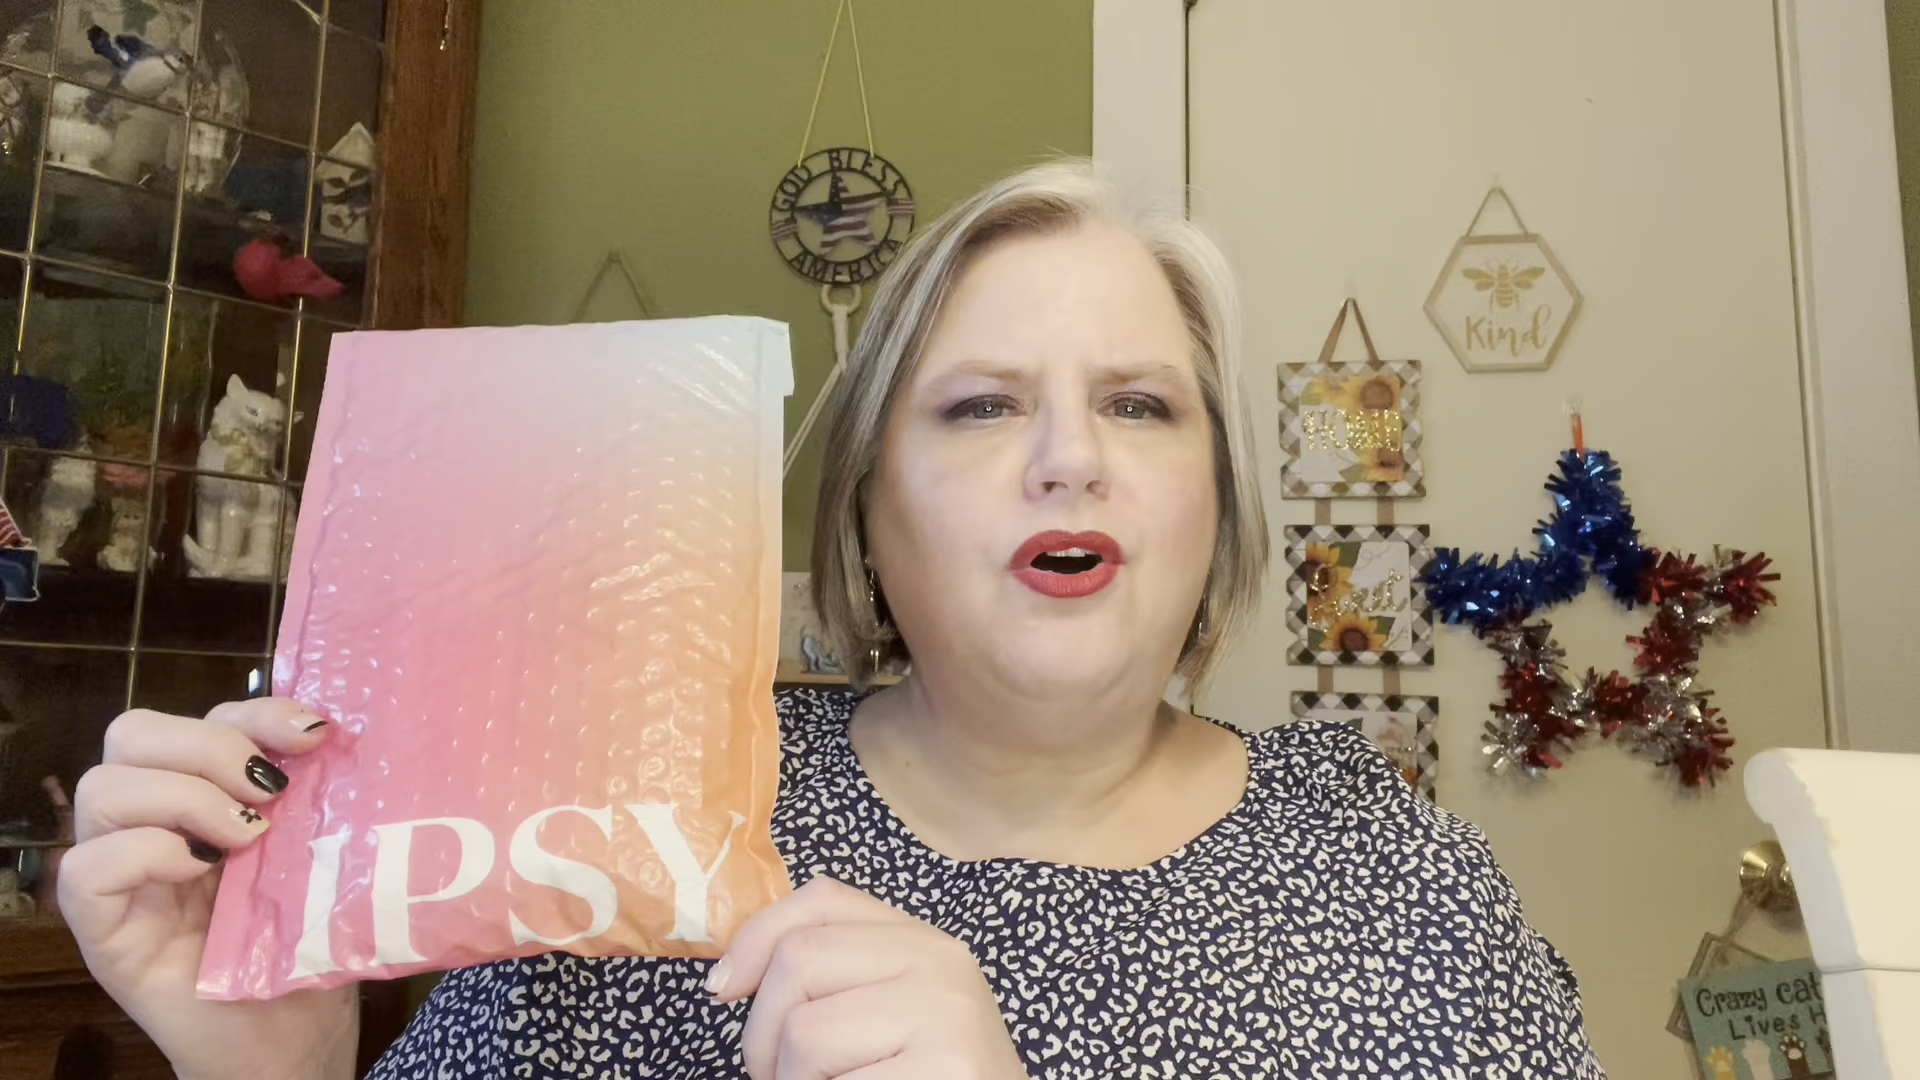 GOD BLESS
AMERICA
Kind
HOME
IPSY
Crazy cat
Lives H